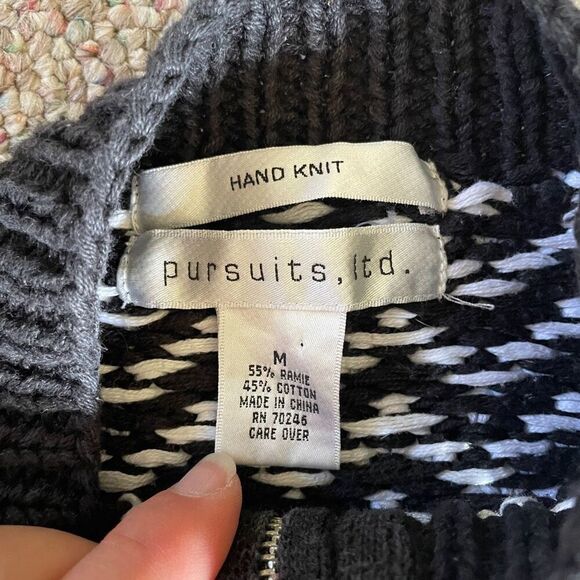 HAND KNIT
pursuits, ltd.
M
55% RAMIE
45% COTTON
MADE IN CHINA
RN 70246
CARE OVER